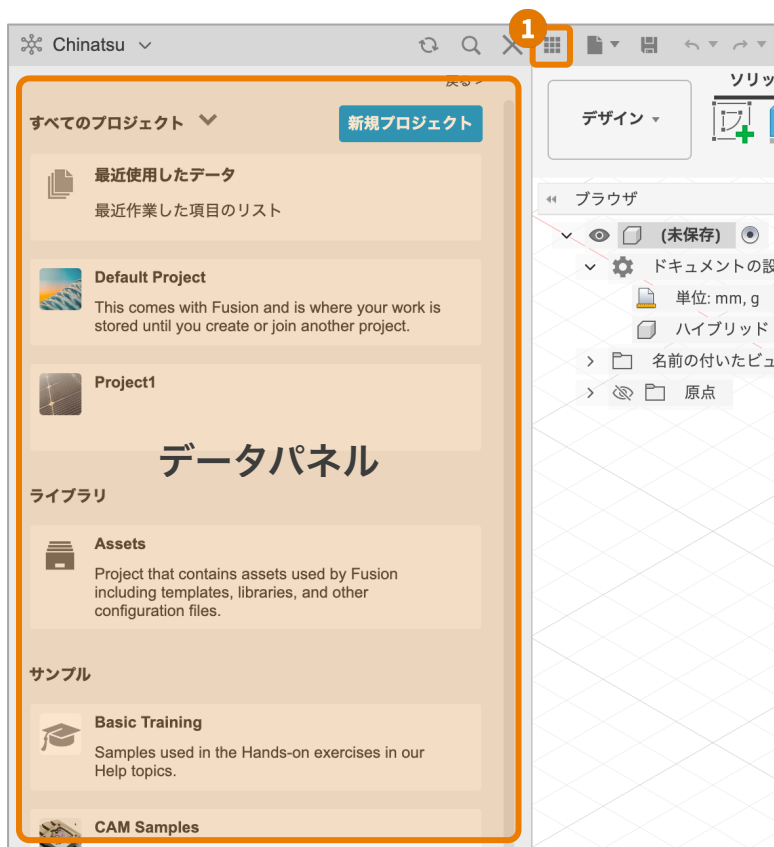 1
Chinatsu
戻る >
すべてのプロジェクト
新規プロジェクト
最近使用したデータ
最近作業した項目のリスト
Default Project
This comes with Fusion and is where your work is
stored until you create or join another project.
Project1
データパネル
ライブラリ
Assets
Project that contains assets used by Fusion
including templates, libraries, and other
configuration files.
サンプル
Basic Training
Samples used in the Hands-on exercises in our
Help topics.
CAM Samples
ソリッ
デザイン
ブラウザ
(未保存)
ドキュメントの設
単位: mm, g
ハイブリッド
名前の付いたビュ
原点